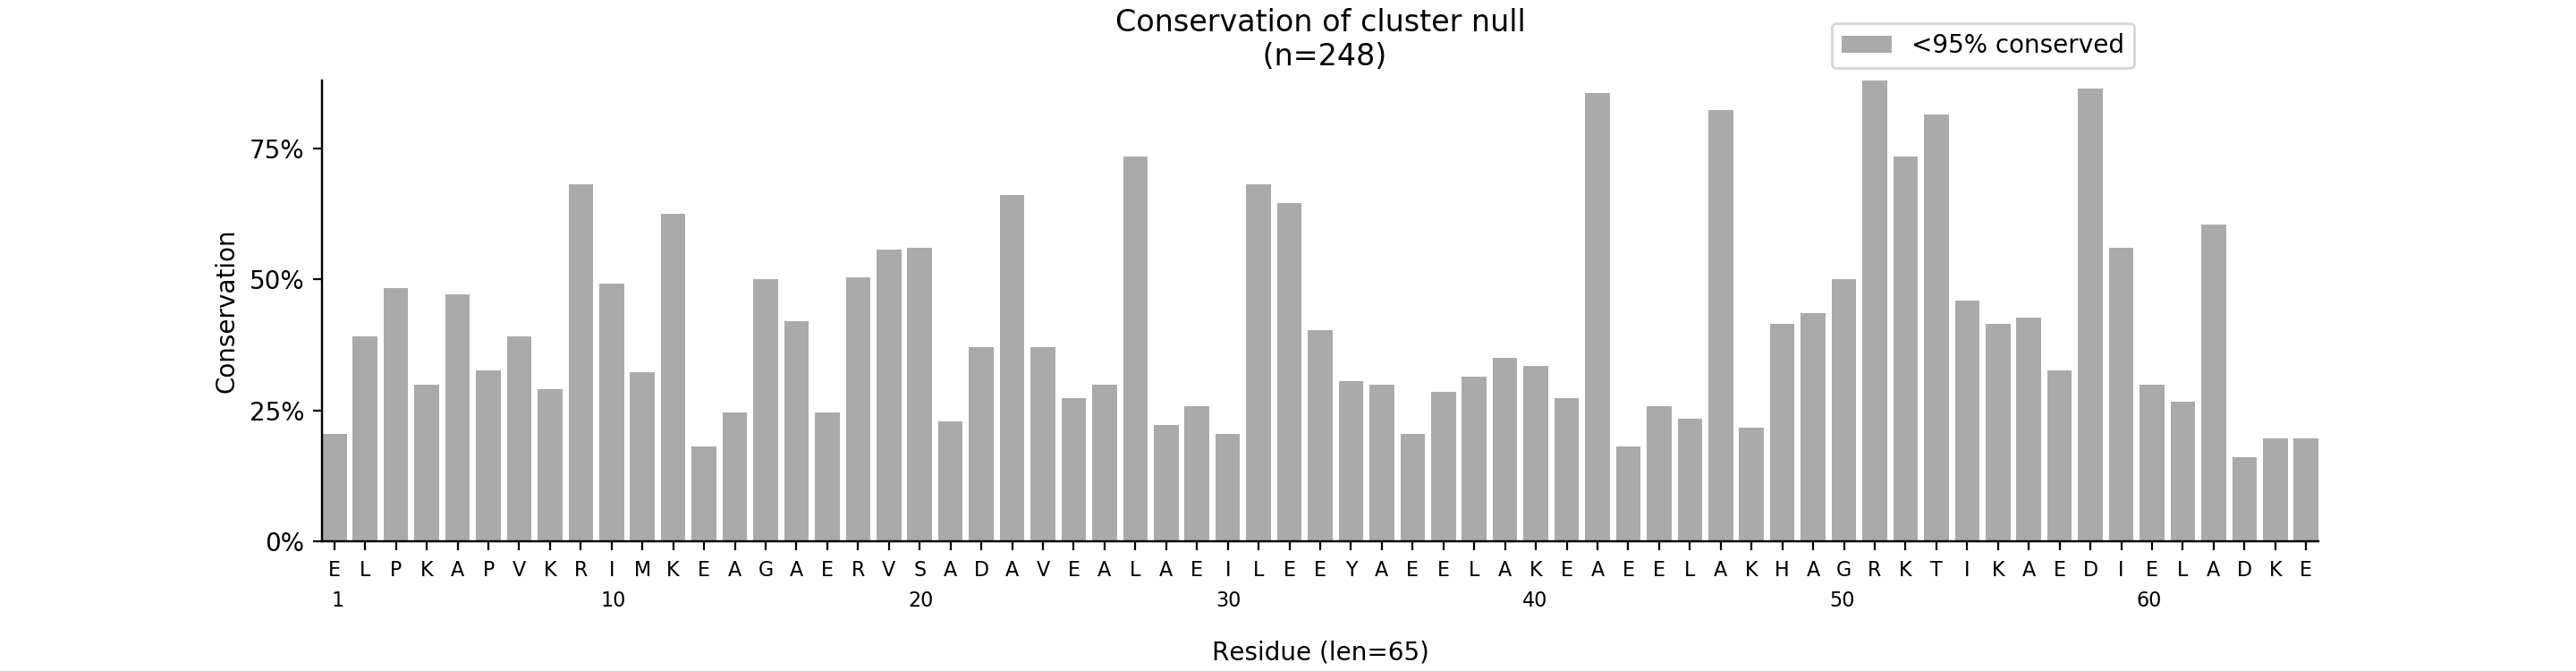 Conservation of cluster null
(n=248)
<95% conserved
75%
50%
25%
0%
Conservation
E L P K A P V K R I M K E A G A E R V S A D A V E A L A E I L E E Y A E E L A K E A E E L A K H A G R K T I K A E D I E L A D K E
1 10 20 30 40 50 60
Residue (len=65)